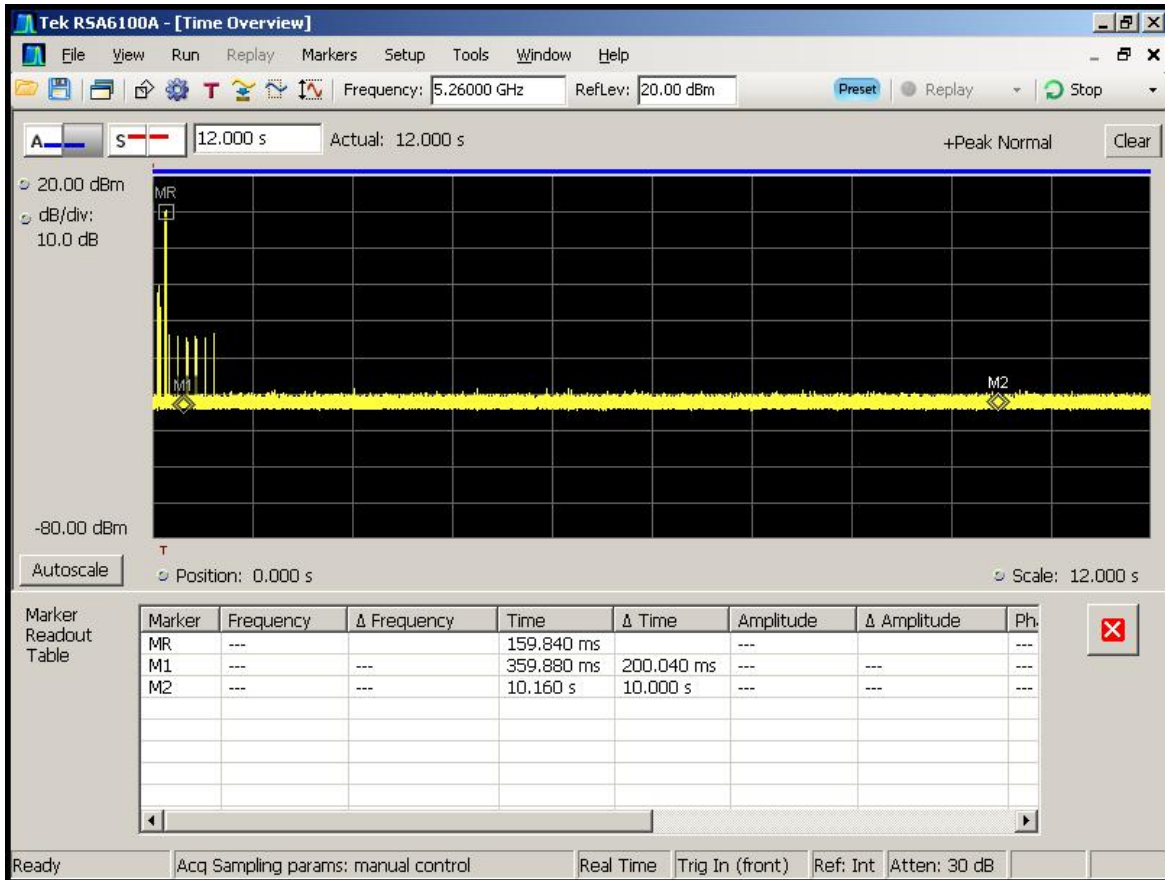 Tek RSA6100A - [Time Overview]
File View Run Replay Markers Setup Tools Window Help
T Frequency: 5.26000 GHz RefLev: 20.00 dBm Preset Replay Stop
A S 12.000 s Actual: 12.000 s +Peak Normal Clear
20.00 dBm
dB/div:
10.0 dB
MR
M1
M2
-80.00 dBm
T
Autoscale Position: 0.000 s Scale: 12.000 s
Marker Readout Table
Marker Frequency Δ Frequency Time Δ Time Amplitude Δ Amplitude Ph
MR --- 159.840 ms --- ---
M1 --- --- 359.880 ms 200.040 ms --- --- ---
M2 --- --- 10.160 s 10.000 s --- --- ---
Ready Acq Sampling params: manual control Real Time Trig In (front) Ref: Int Atten: 30 dB